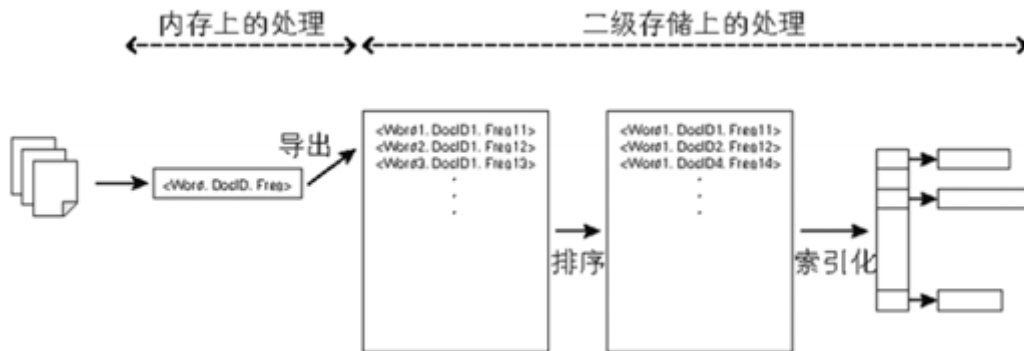 内存上的处理
二级存储上的处理
<Word. DocID. Freq>
导出
<Word1. DocID1. Freq11>
<Word2. DocID1. Freq12>
<Word3. DocID1. Freq13>
.
.
.
排序
<Word1. DocID1. Freq11>
<Word1. DocID2. Freq12>
<Word1. DocID4. Freq14>
.
.
.
索引化